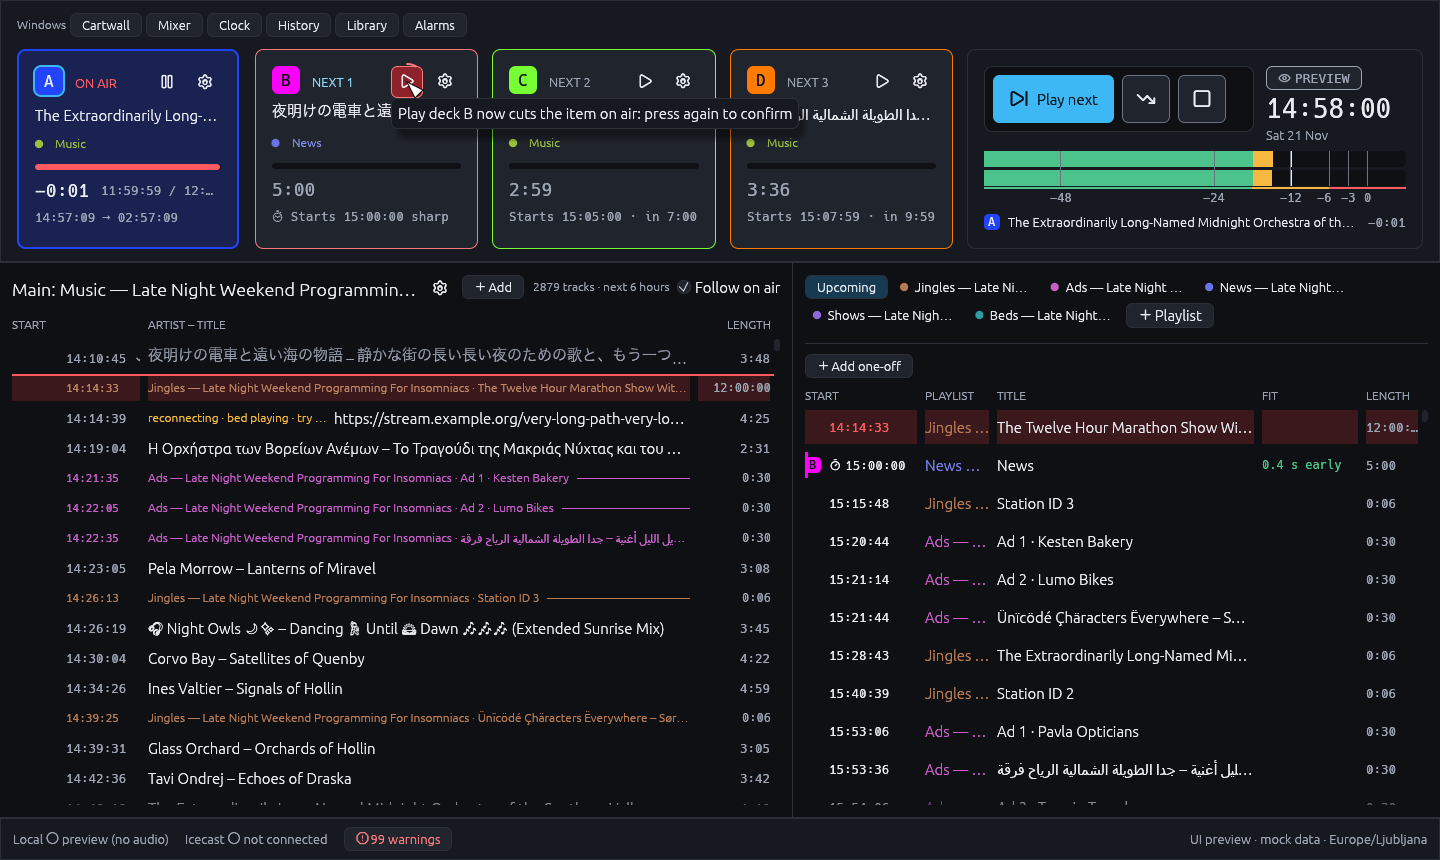 Windows Cartwall Mixer Clock History Library Alarms
A ON AIR
The Extraordinarily Long-...
Music
−0:01 11:59:59 / 12:...
14:57:09 → 02:57:09
B NEXT 1
夜明けの電車と遠
News
5:00
Starts 15:00:00 sharp
Play deck B now cuts the item on air: press again to confirm
C NEXT 2
Music
2:59
Starts 15:05:00 · in 7:00
D NEXT 3
جدا الطويلة الشمالية ال...
Music
3:36
Starts 15:07:59 · in 9:59
Play next
PREVIEW
14:58:00
Sat 21 Nov
−48 −24 −12 −6 −3 0
A The Extraordinarily Long-Named Midnight Orchestra of th... −0:01
Main: Music — Late Night Weekend Programmin... + Add 2879 tracks · next 6 hours Follow on air
START ARTIST – TITLE LENGTH
14:10:45 夜明けの電車と遠い海の物語 – 静かな街の長い長い夜のための歌と、もう一つ... 3:48
14:14:33 Jingles — Late Night Weekend Programming For Insomniacs · The Twelve Hour Marathon Show Wit... 12:00:00
14:14:39 reconnecting · bed playing · try ... https://stream.example.org/very-long-path-very-lo... 4:25
14:19:04 Η Ορχήστρα των Βορείων Ανέμων – Το Τραγούδι της Μακριάς Νύχτας και του ... 2:31
14:21:35 Ads — Late Night Weekend Programming For Insomniacs · Ad 1 · Kesten Bakery 0:30
14:22:05 Ads — Late Night Weekend Programming For Insomniacs · Ad 2 · Lumo Bikes 0:30
14:22:35 Ads — Late Night Weekend Programming For Insomniacs · فرقة الرياح الشمالية الطويلة جدا – أغنية الليل... 0:30
14:23:05 Pela Morrow – Lanterns of Miravel 3:08
14:26:13 Jingles — Late Night Weekend Programming For Insomniacs · Station ID 3 0:06
14:26:19 🎧 Night Owls 🌙✨ – Dancing 💃 Until 🌅 Dawn 🎶🎶🎶 (Extended Sunrise Mix) 3:45
14:30:04 Corvo Bay – Satellites of Quenby 4:22
14:34:26 Ines Valtier – Signals of Hollin 4:59
14:39:25 Jingles — Late Night Weekend Programming For Insomniacs · Ünïcödé Çhäracters Ëverywhere – Sør... 0:06
14:39:31 Glass Orchard – Orchards of Hollin 3:05
14:42:36 Tavi Ondrej – Echoes of Draska 3:42
Upcoming Jingles — Late Ni... Ads — Late Night ... News — Late Night...
Shows — Late Nigh... Beds — Late Night... + Playlist
+ Add one-off
START PLAYLIST TITLE FIT LENGTH
14:14:33 Jingles ... The Twelve Hour Marathon Show Wi... 12:00:...
B 15:00:00 News ... News 0.4 s early 5:00
15:15:48 Jingles ... Station ID 3 0:06
15:20:44 Ads — ... Ad 1 · Kesten Bakery 0:30
15:21:14 Ads — ... Ad 2 · Lumo Bikes 0:30
15:21:44 Ads — ... Ünïcödé Çhäracters Ëverywhere – S... 0:30
15:28:43 Jingles ... The Extraordinarily Long-Named Mi... 0:06
15:40:39 Jingles ... Station ID 2 0:06
15:53:06 Ads — ... Ad 1 · Pavla Opticians 0:30
15:53:36 Ads — ... فرقة الرياح الشمالية الطويلة جدا – أغنية الليل... 0:30
Local preview (no audio) Icecast not connected 99 warnings UI preview · mock data · Europe/Ljubljana